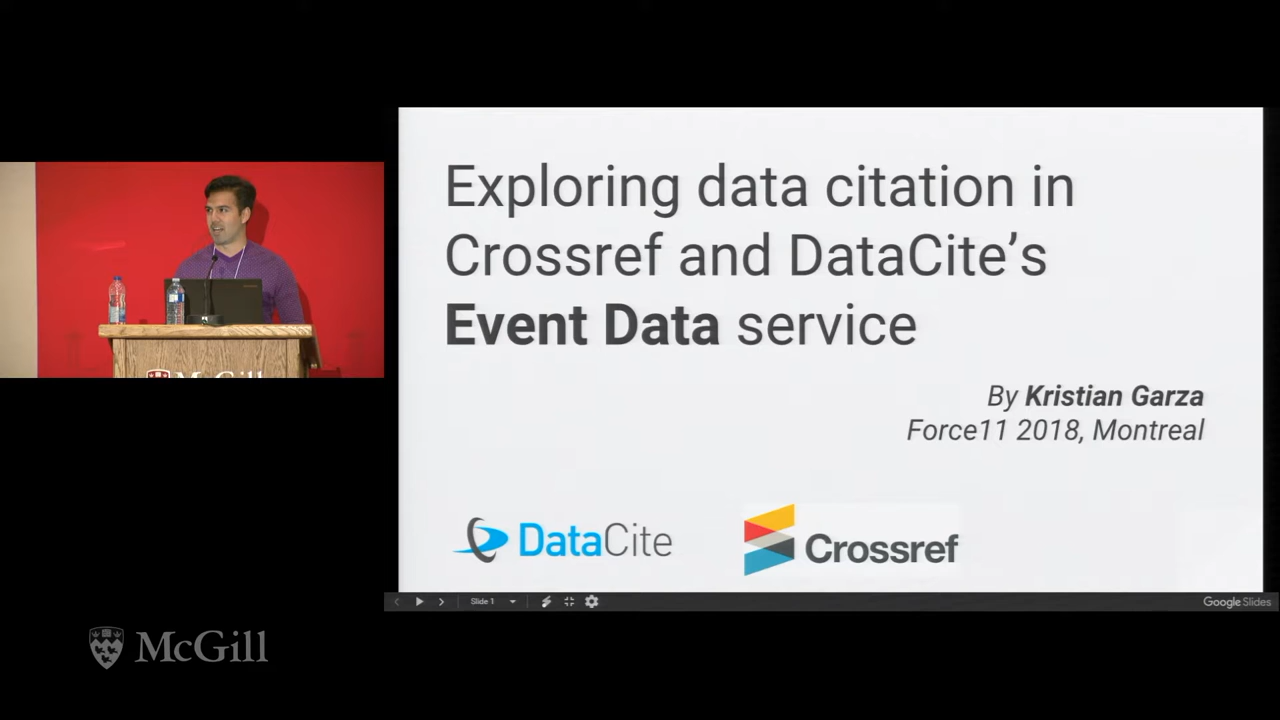 Exploring data citation in
Crossref and DataCite’s
Event Data service
By Kristian Garza
Force11 2018, Montreal
DataCite
Crossref
Slide 1
Google Slides
McGill
McGill